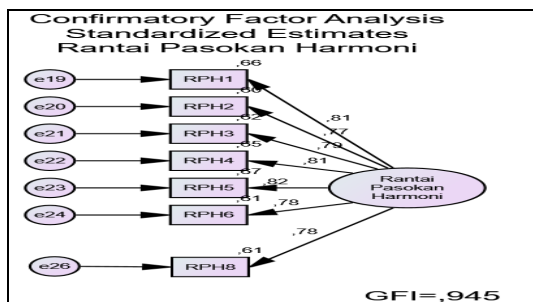 Confirmatory Factor Analysis
Standardized Estimates
Rantai Pasokan Harmoni
,66
e19 RPH1
,60
,81
e20 RPH2
,77
,62
e21 RPH3
,79
,65
e22 RPH4
,81
,67
e23 RPH5
,82
,61
e24 RPH6
,78
Rantai
Pasokan
Harmoni
,61
,78
e26 RPH8
GFI=,945